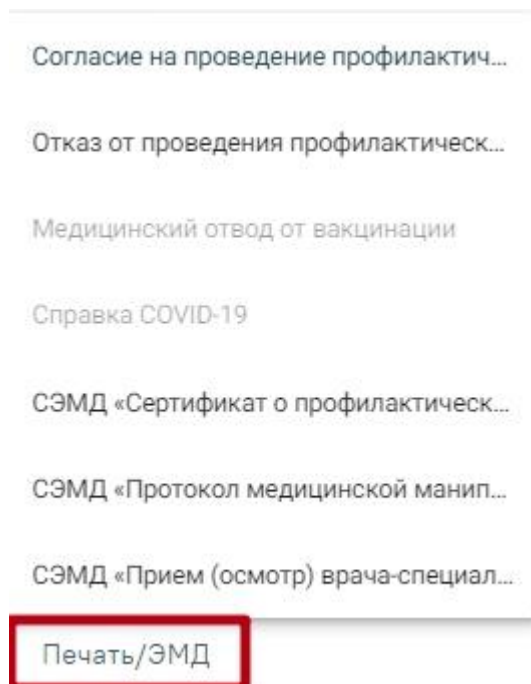 Согласие на проведение профилактич...
Отказ от проведения профилактическ...
Медицинский отвод от вакцинации
Справка COVID-19
СЭМД «Сертификат о профилактическ...
СЭМД «Протокол медицинской манип...
СЭМД «Прием (осмотр) врача-специал...
Печать/ЭМД